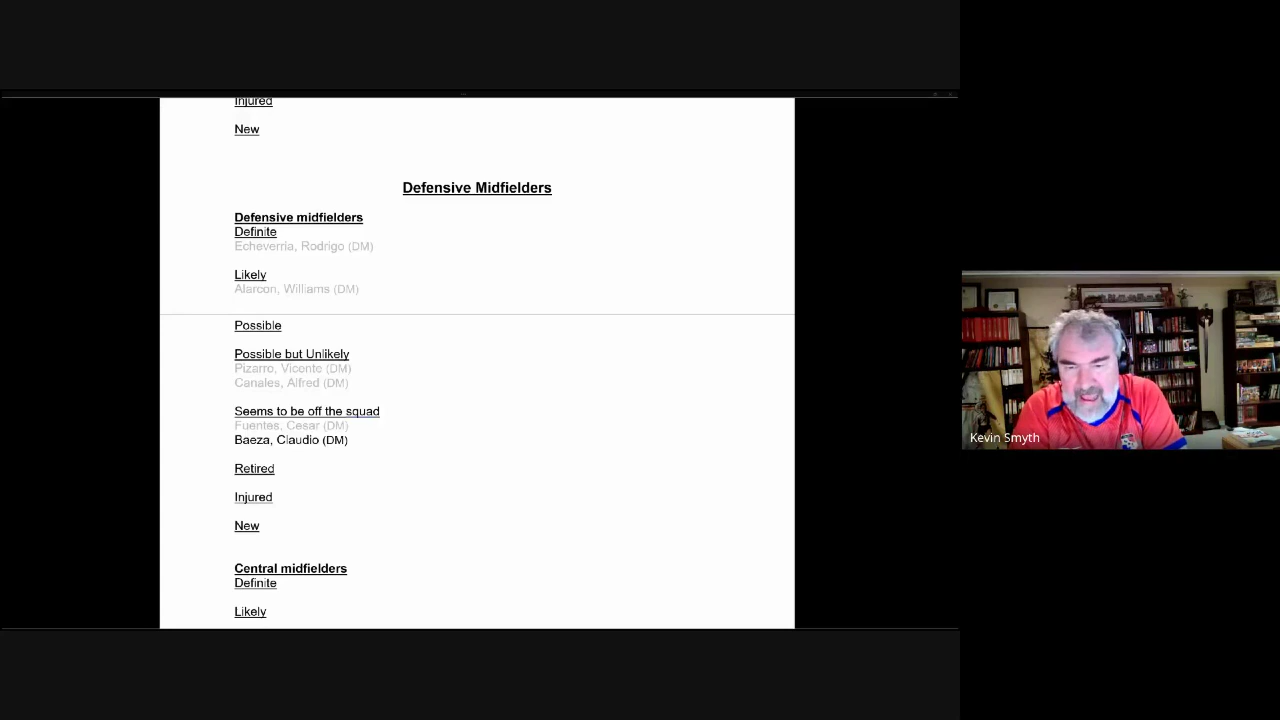 Injured
New
Defensive Midfielders
Defensive midfielders
Definite
Echeverria, Rodrigo (DM)
Likely
Alarcon, Williams (DM)
Possible
Possible but Unlikely
Pizarro, Vicente (DM)
Canales, Alfred (DM)
Seems to be off the squad
Fuentes, Cesar (DM)
Baeza, Claudio (DM)
Retired
Injured
New
Central midfielders
Definite
Likely
Kevin Smyth